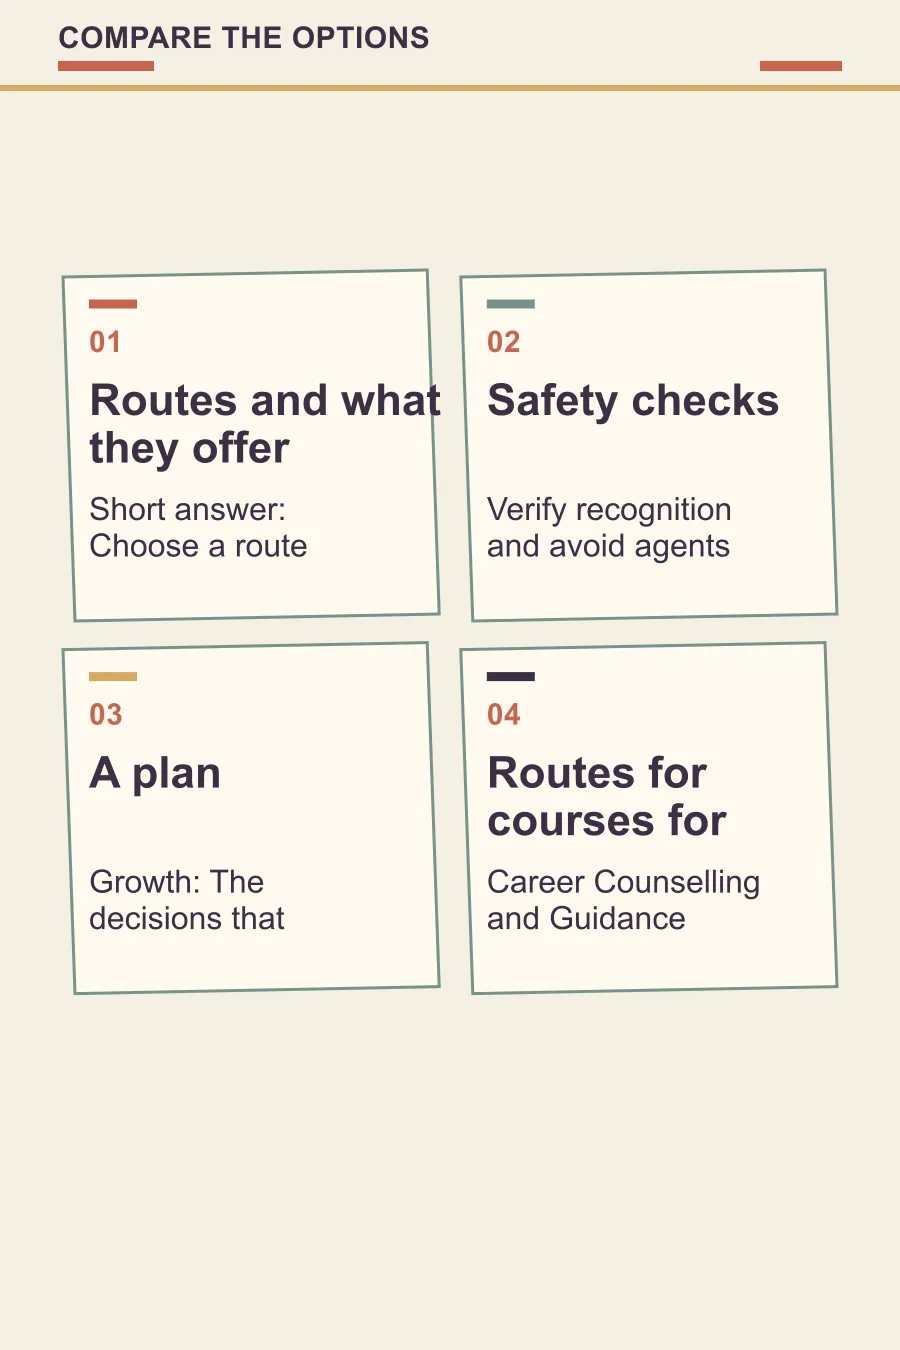 COMPARE THE OPTIONS
01
Routes and what
they offer
Short answer:
Choose a route
02
Safety checks
Verify recognition
and avoid agents
03
A plan
Growth: The
decisions that
04
Routes for
courses for
Career Counselling
and Guidance